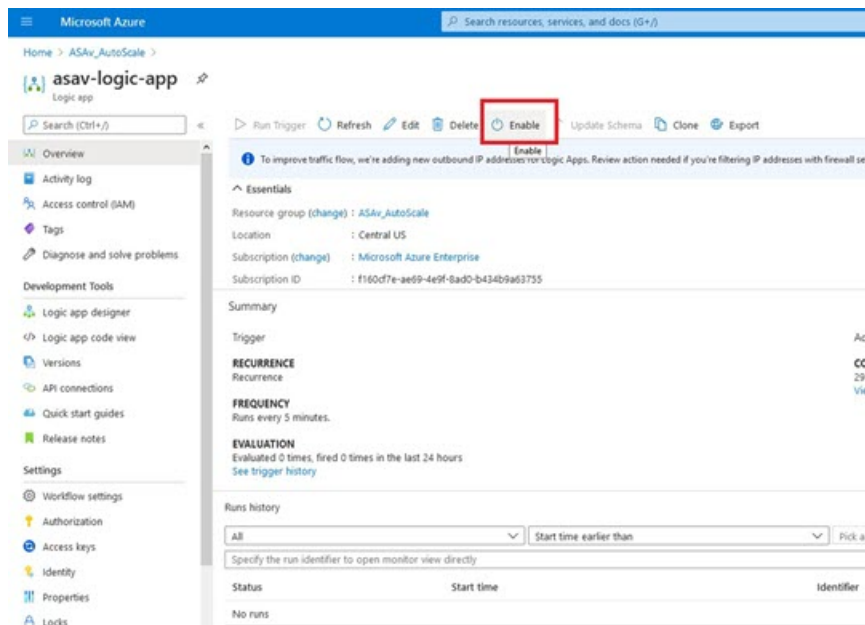 Microsoft Azure
Search resources, services, and docs (G+/)
Home > ASAv_AutoScale >
asav-logic-app
Logic app
Search (Ctrl+/)
«
Run Trigger Refresh Edit Delete Enable Update Schema Clone Export
Enable
To improve traffic flow, we're adding new outbound IP addresses for Logic Apps. Review action needed if you're filtering IP addresses with firewall se
Overview
Activity log
Access control (IAM)
Tags
Diagnose and solve problems
Development Tools
Logic app designer
Logic app code view
Versions
API connections
Quick start guides
Release notes
Settings
Workflow settings
Authorization
Access keys
Identity
Properties
Locks
Essentials
Resource group (change) : ASAv_AutoScale
Location : Central US
Subscription (change) : Microsoft Azure Enterprise
Subscription ID : f160cf7e-ae69-4e9f-8ad0-b434b9a63755
Summary
Trigger
RECURRENCE
Recurrence
FREQUENCY
Runs every 5 minutes.
EVALUATION
Evaluated 0 times, fired 0 times in the last 24 hours
See trigger history
Ac
CO
29
Vie
Runs history
All Start time earlier than Pick a
Specify the run identifier to open monitor view directly
Status Start time Identifier
No runs